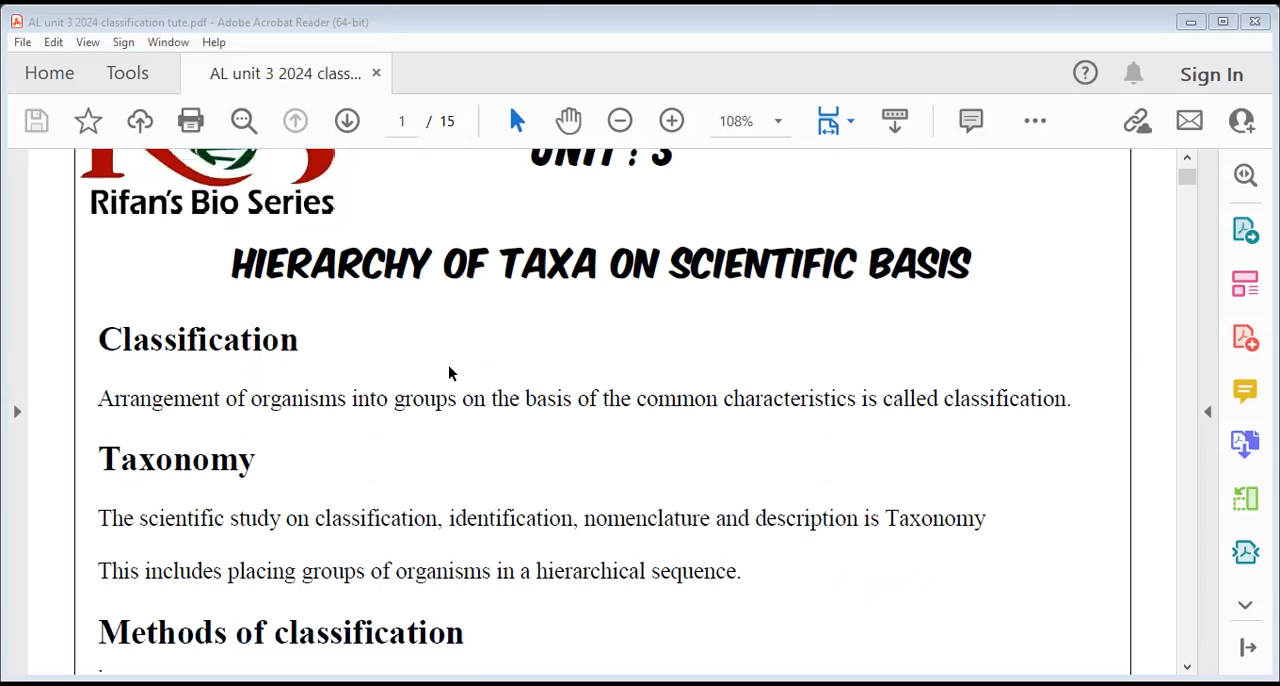 AL unit 3 2024 classification tute.pdf - Adobe Acrobat Reader (64-bit)
File Edit View Sign Window Help
Home Tools AL unit 3 2024 class... × Sign In
1 / 15 108%
UNIT : 3
Rifan's Bio Series
HIERARCHY OF TAXA ON SCIENTIFIC BASIS
Classification
Arrangement of organisms into groups on the basis of the common characteristics is called classification.
Taxonomy
The scientific study on classification, identification, nomenclature and description is Taxonomy
This includes placing groups of organisms in a hierarchical sequence.
Methods of classification